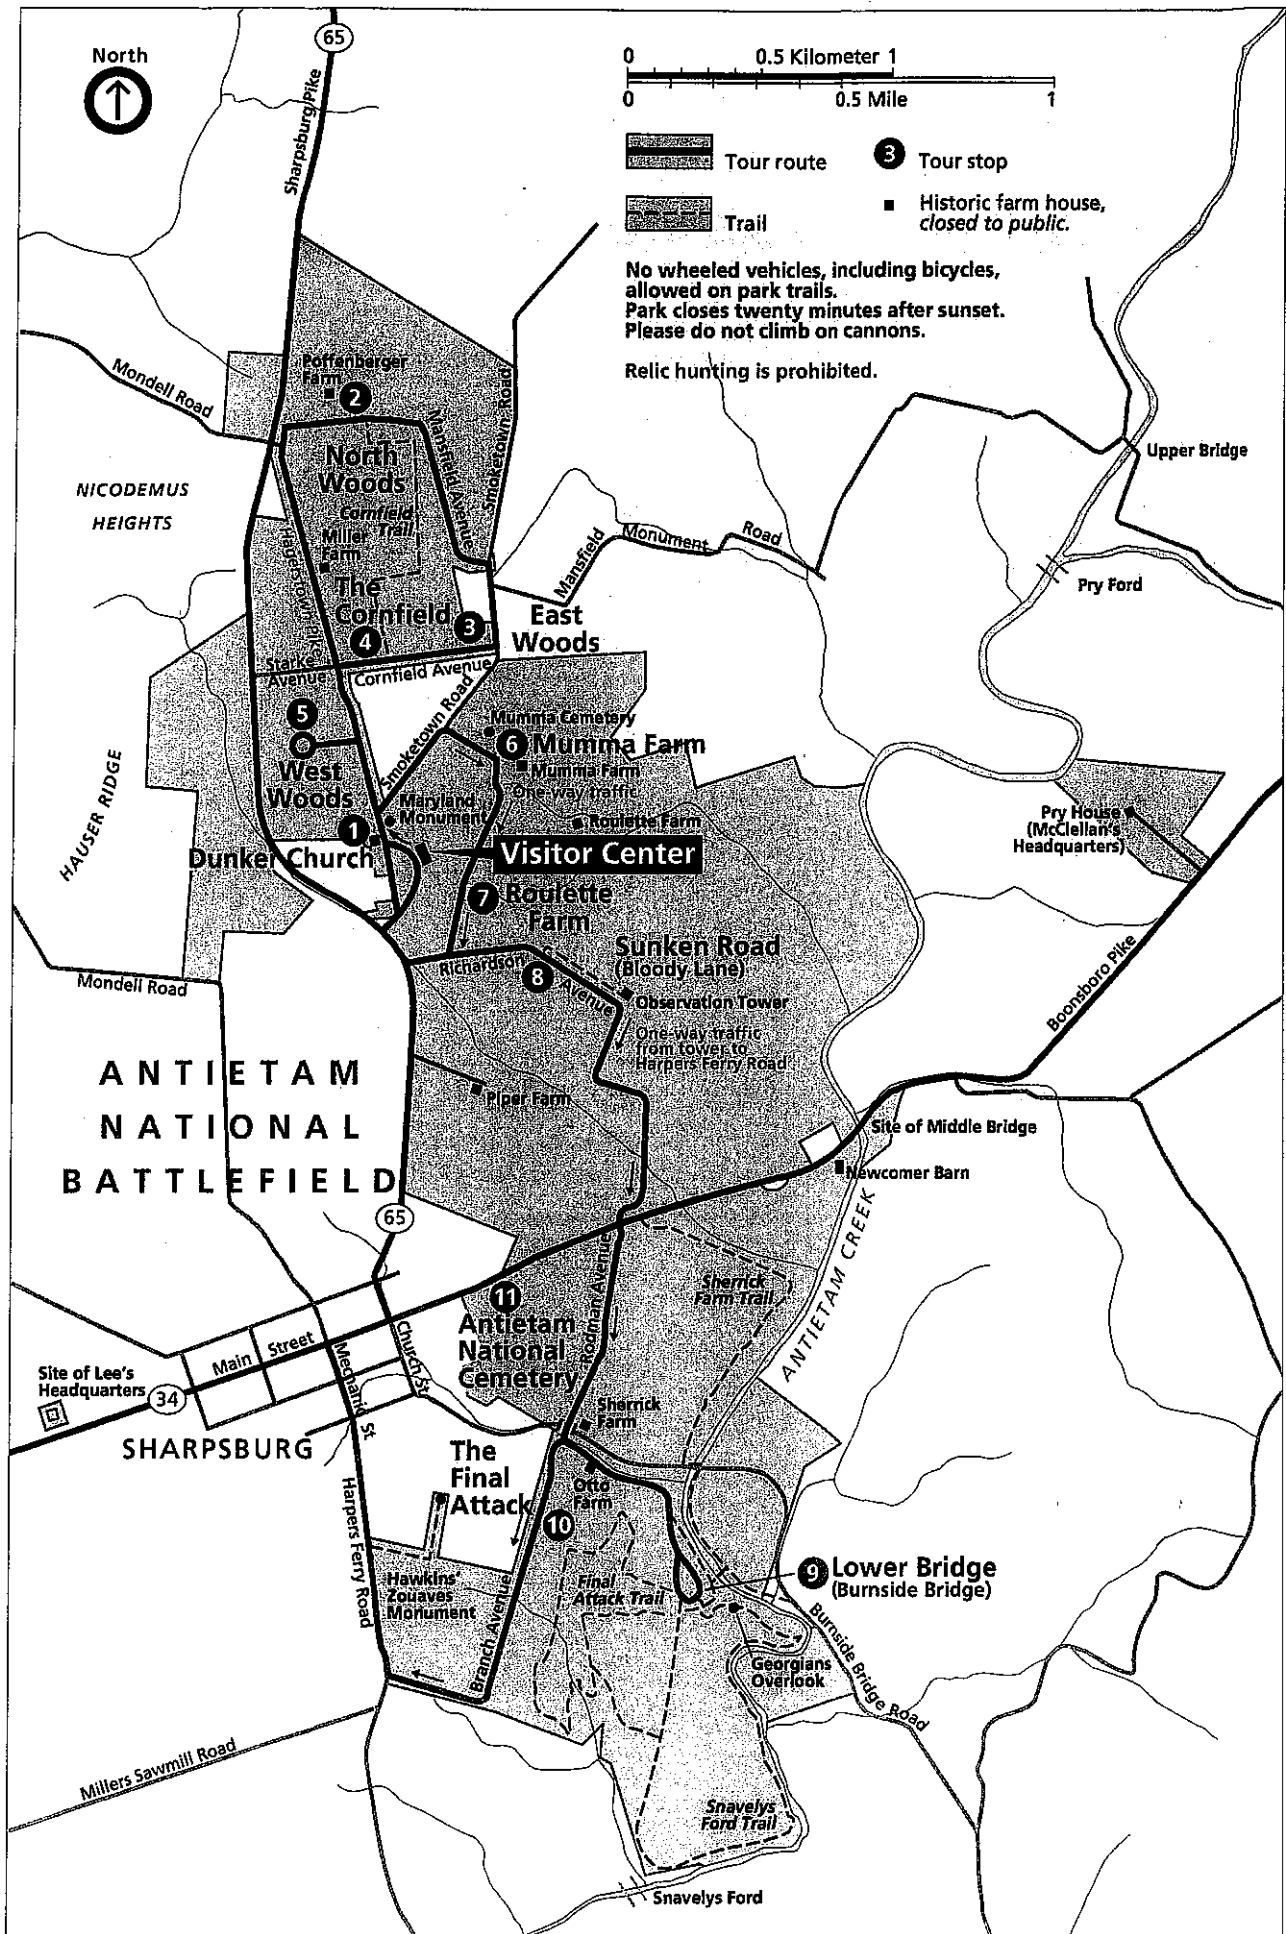 North
65
Sharpsburg Pike
0 0.5 Kilometer 1
0 0.5 Mile 1
Tour route
3 Tour stop
Trail
Historic farm house,
closed to public.
No wheeled vehicles, including bicycles,
allowed on park trails.
Park closes twenty minutes after sunset.
Please do not climb on cannons.
Relic hunting is prohibited.
Mondell Road
Poffenberger
Farm
2
North
Woods
Mansfield Avenue
Smoketown Road
Upper Bridge
NICODEMUS
HEIGHTS
Cornfield
Trail
Hagerstown Pike
Miller
Farm
Mansfield Monument Road
Pry Ford
The
Cornfield
4
3
East
Woods
Starke
Avenue
Cornfield Avenue
5
West
Woods
Smoketown Road
Mumma Cemetery
6 Mumma Farm
Mumma Farm
One-way traffic
HAUSER RIDGE
Maryland
Monument
Roulette Farm
Pry House
(McClellan's
Headquarters)
1
Dunker Church
Visitor Center
7 Roulette
Farm
Sunken Road
(Bloody Lane)
Richardson Avenue
8
Observation Tower
One-way traffic
from tower to
Harpers Ferry Road
Mondell Road
Boonsboro Pike
ANTIETAM
NATIONAL
BATTLEFIELD
Piper Farm
Site of Middle Bridge
Newcomer Barn
65
ANTIETAM CREEK
Rodman Avenue
Sherrick
Farm Trail
11
Antietam
National
Cemetery
Main Street
Church St
Mechanic St
Site of Lee's
Headquarters
34
SHARPSBURG
Sherrick
Farm
The
Final
Attack
Otto
Farm
10
Harpers Ferry Road
Hawkins'
Zouaves
Monument
Final
Attack Trail
9 Lower Bridge
(Burnside Bridge)
Branch Avenue
Georgians
Overlook
Burnside Bridge Road
Millers Sawmill Road
Snavelys
Ford Trail
Snavelys Ford